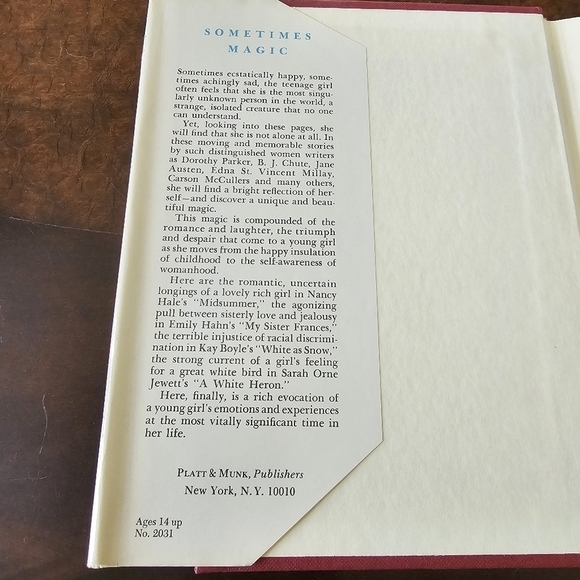 SOMETIMES
MAGIC
Sometimes ecstatically happy, some-
times achingly sad, the teenage girl
often feels that she is the most singu-
larly unknown person in the world, a
strange, isolated creature that no one
can understand.
Yet, looking into these pages, she
will find that she is not alone at all. In
these moving and memorable stories
by such distinguished women writers
as Dorothy Parker, B. J. Chute, Jane
Austen, Edna St. Vincent Millay,
Carson McCullers and many others,
she will find a bright reflection of her-
self—and discover a unique and beau-
tiful magic.
This magic is compounded of the
romance and laughter, the triumph
and despair that come to a young girl
as she moves from the happy insulation
of childhood to the self-awareness of
womanhood.
Here are the romantic, uncertain
longings of a lovely rich girl in Nancy
Hale's "Midsummer," the agonizing
pull between sisterly love and jealousy
in Emily Hahn's "My Sister Frances,"
the terrible injustice of racial discrimi-
nation in Kay Boyle's "White as Snow,"
the strong current of a girl's feeling
for a great white bird in Sarah Orne
Jewett's "A White Heron."
Here, finally, is a rich evocation of
a young girl's emotions and experiences
at the most vitally significant time in
her life.
PLATT & MUNK, Publishers
New York, N.Y. 10010
Ages 14 up
No. 2031